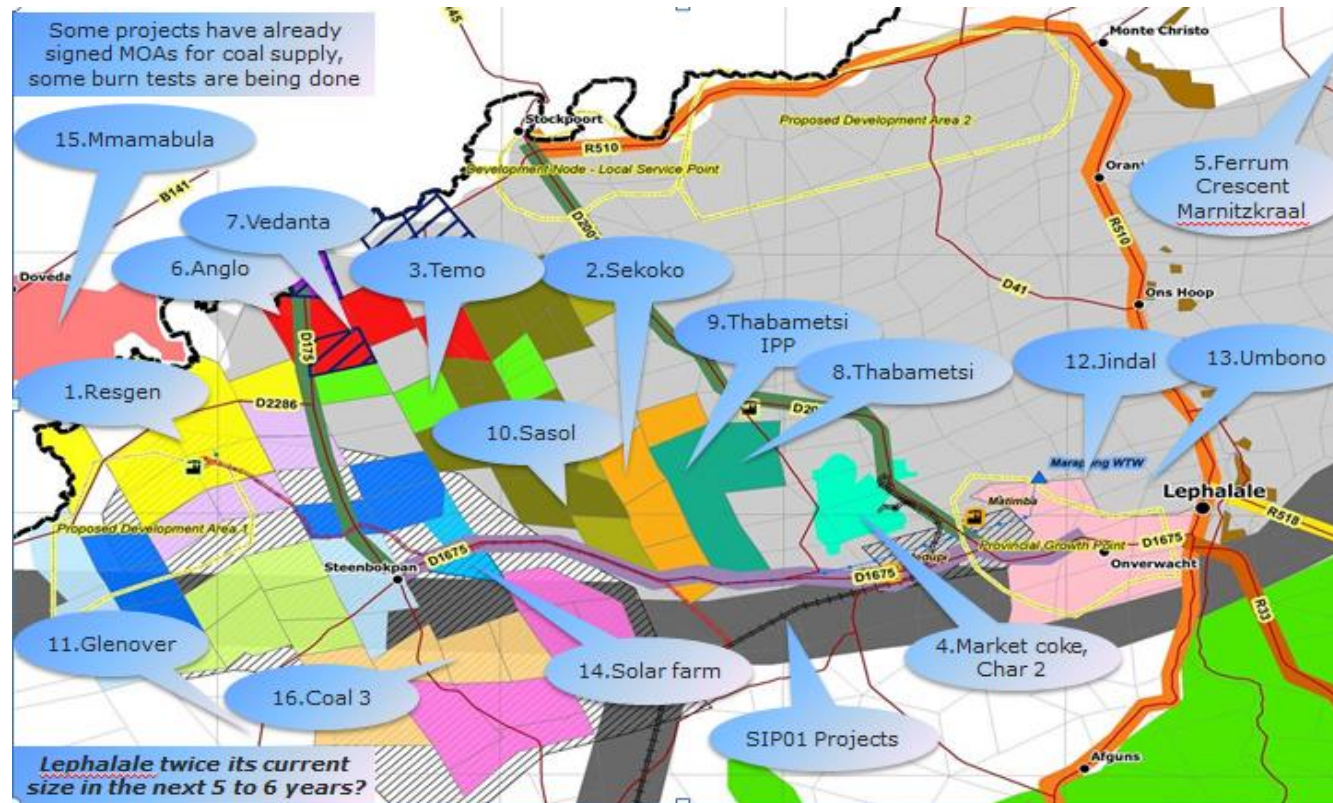 Some projects have already
signed MOAs for coal supply,
some burn tests are being done
Monte Christo
Stockpoort
R510
Proposed Development Area 2
Development Node - Local Service Point
15.Mmamabula
B141
5.Ferrum
Crescent
Marnitzkraal
7.Vedanta
6.Anglo
3.Temo
2.Sekoko
R510
D41
Ons Hoop
9.Thabametsi
IPP
8.Thabametsi
12.Jindal
13.Umbono
D175
1.Resgen
D2286
10.Sasol
Marapong WTW
Matimba
Lephalale
R518
Proposed Development Area 1
Provincial Growth Point
D1675
Onverwacht
D1675
D1675
Steenbokpan
R33
11.Glenover
16.Coal 3
14.Solar farm
4.Market coke,
Char 2
SIP01 Projects
Afguns
Lephalale twice its current
size in the next 5 to 6 years?